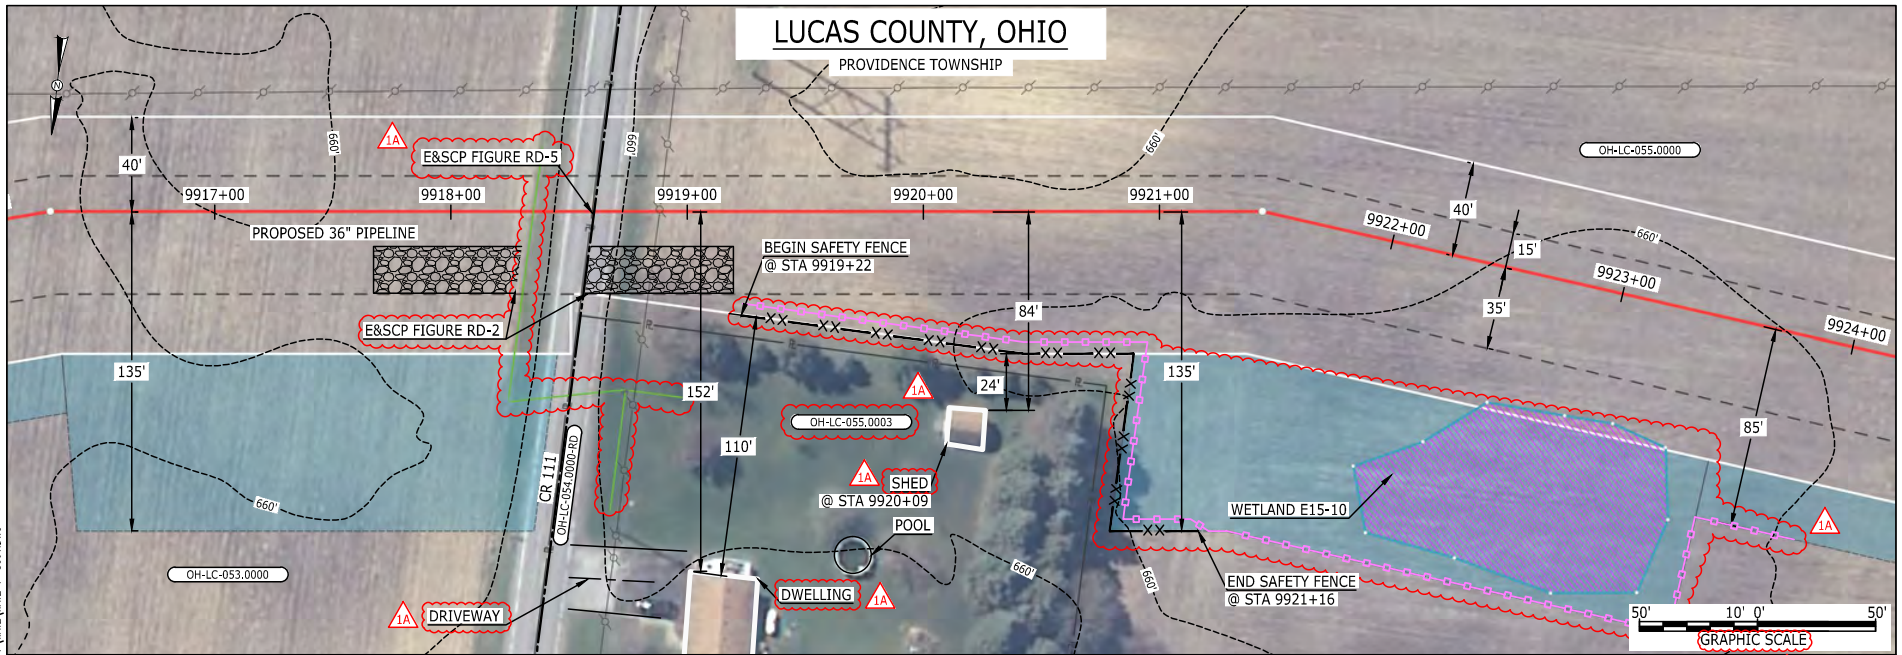 LUCAS COUNTY, OHIO
PROVIDENCE TOWNSHIP
N
1A
E&SCP FIGURE RD-5
660'
660'
660'
OH-LC-055.0000
40'
9917+00
9918+00
9919+00
9920+00
9921+00
9922+00
40'
15'
660'
PROPOSED 36" PIPELINE
BEGIN SAFETY FENCE
@ STA 9919+22
9923+00
84'
35'
9924+00
E&SCP FIGURE RD-2
135'
152'
24'
135'
1A
OH-LC-055.0003
85'
110'
CR 111
OH-LC-054.0000-RD
1A
SHED
@ STA 9920+09
660'
WETLAND E15-10
1A
POOL
OH-LC-053.0000
660'
660'
END SAFETY FENCE
@ STA 9921+16
DWELLING
1A
1A
DRIVEWAY
50'
10'
0'
50'
GRAPHIC SCALE